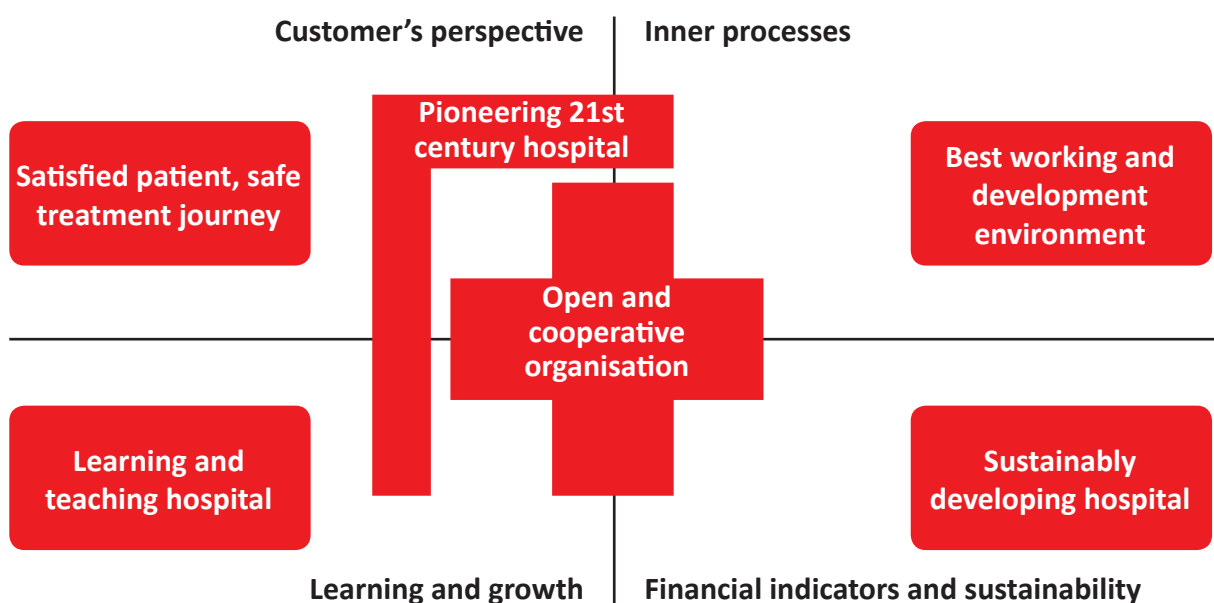 Customer's perspective
Inner processes
Pioneering 21st
century hospital
Satisfied patient, safe
treatment journey
Best working and
development
environment
Open and
cooperative
organisation
Learning and
teaching hospital
Sustainably
developing hospital
Learning and growth
Financial indicators and sustainability